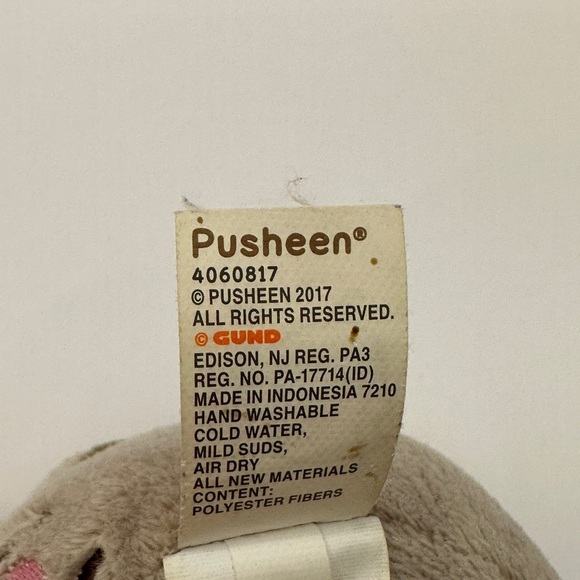 Pusheen®
4060817
© PUSHEEN 2017
ALL RIGHTS RESERVED.
© GUND
EDISON, NJ REG. PA3
REG. NO. PA-17714(ID)
MADE IN INDONESIA 7210
HAND WASHABLE
COLD WATER,
MILD SUDS,
AIR DRY
ALL NEW MATERIALS
CONTENT:
POLYESTER FIBERS